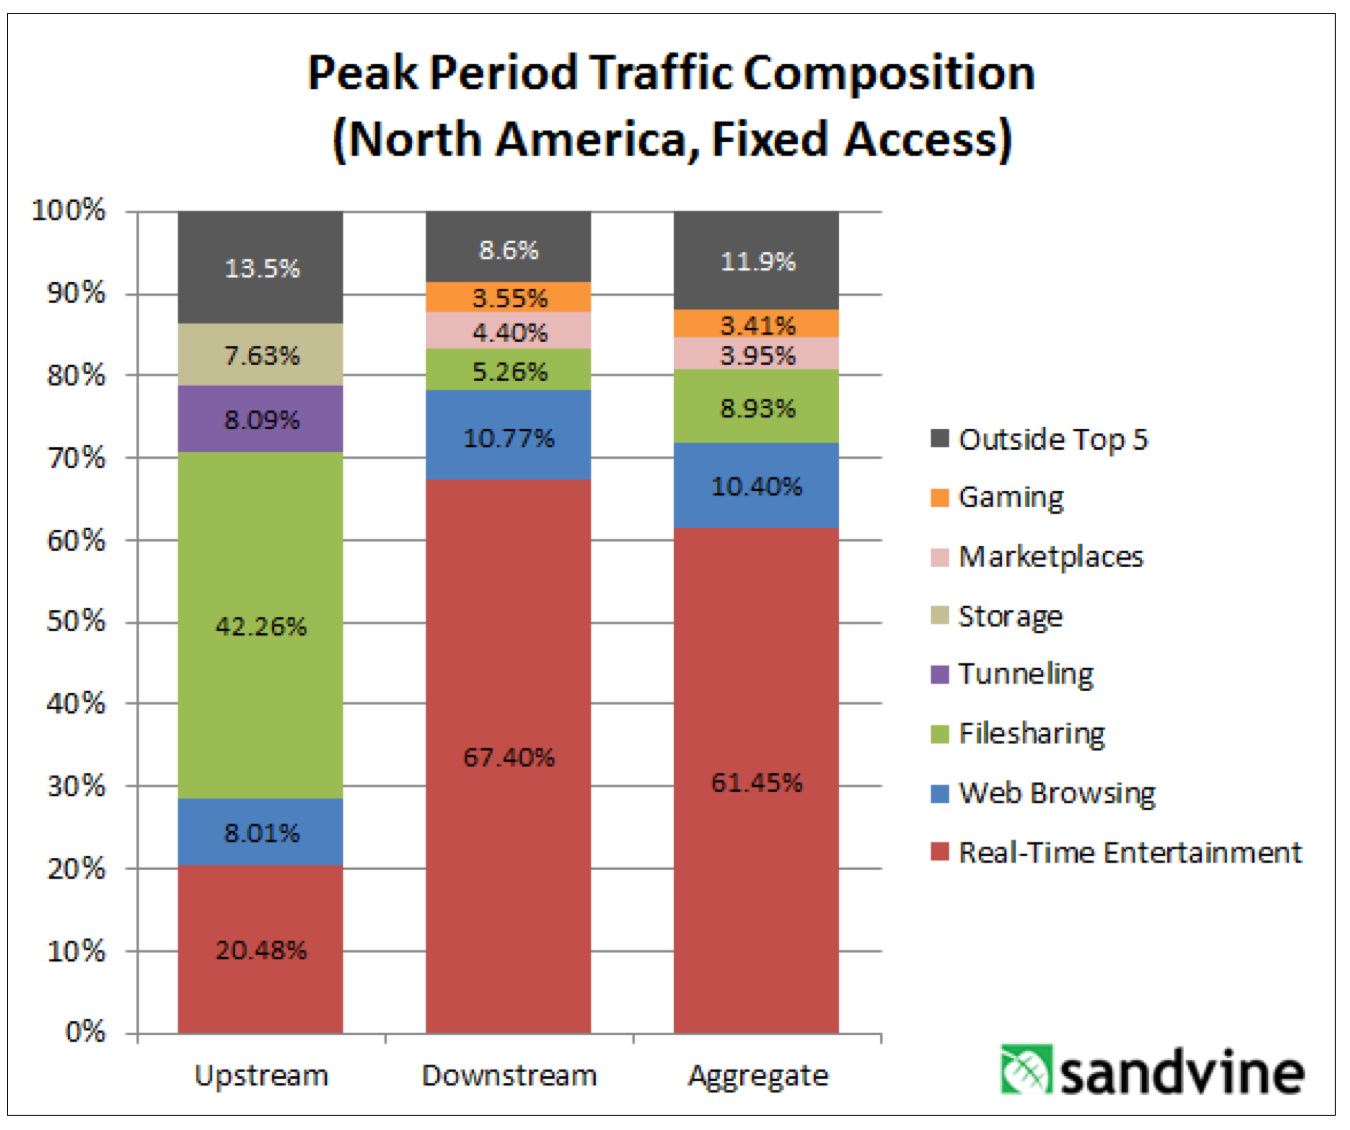 Peak Period Traffic Composition
(North America, Fixed Access)
100%
90%
80%
70%
60%
50%
40%
30%
20%
10%
0%
13.5%
7.63%
8.09%
42.26%
8.01%
20.48%
8.6%
3.55%
4.40%
5.26%
10.77%
67.40%
11.9%
3.41%
3.95%
8.93%
10.40%
61.45%
Upstream
Downstream
Aggregate
Outside Top 5
Gaming
Marketplaces
Storage
Tunneling
Filesharing
Web Browsing
Real-Time Entertainment
sandvine